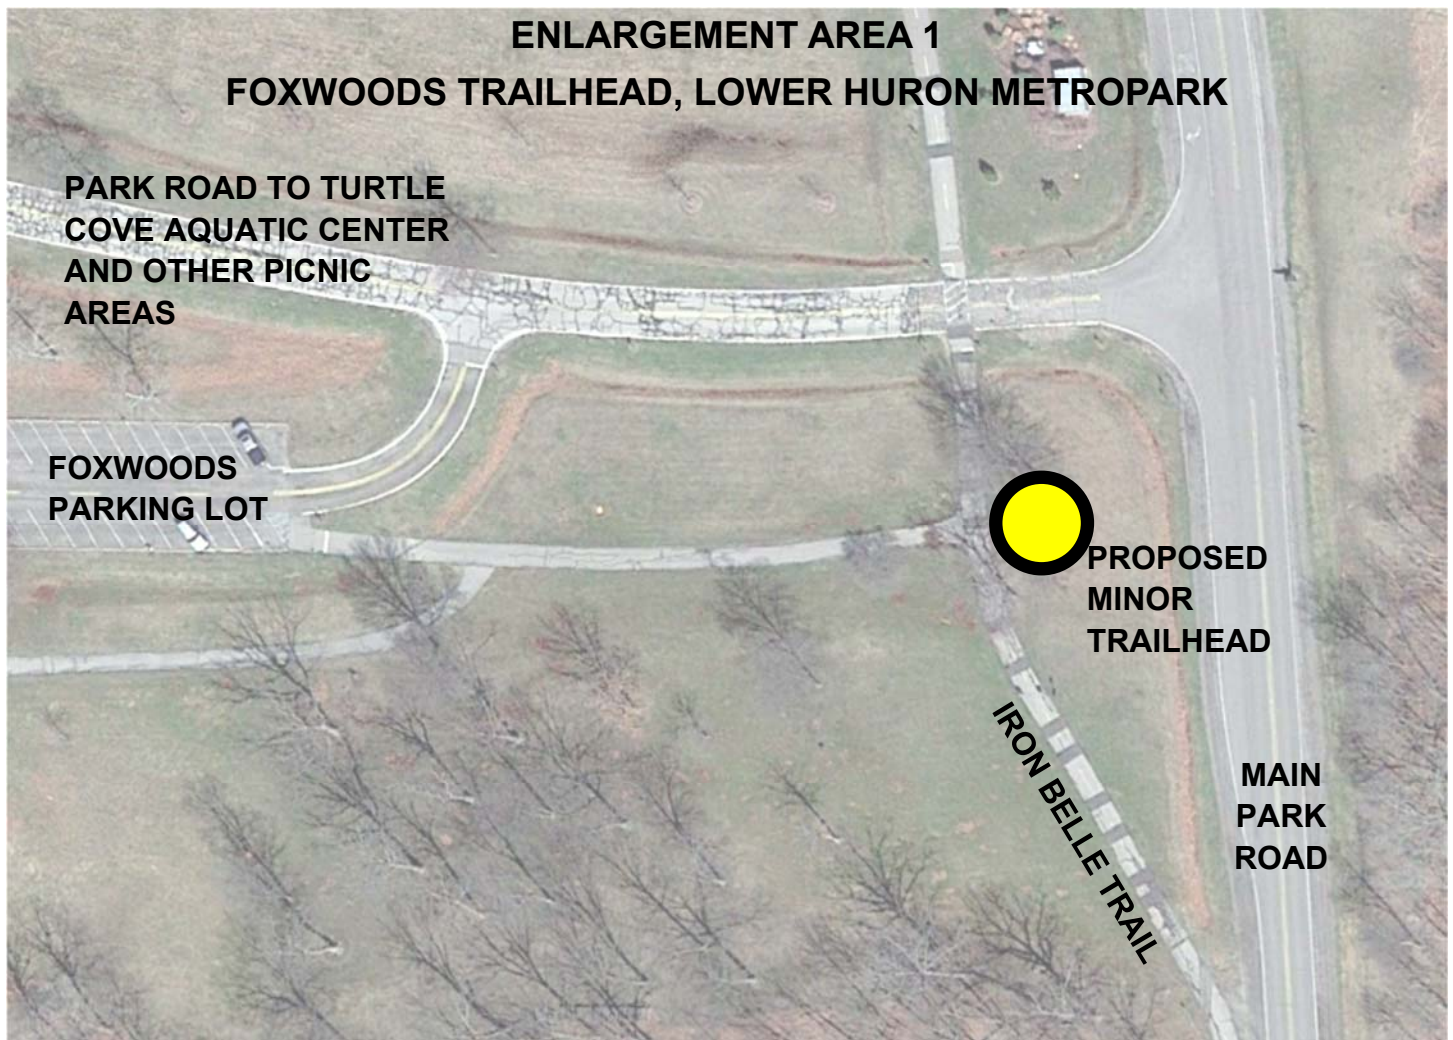 ENLARGEMENT AREA 1
FOXWOODS TRAILHEAD, LOWER HURON METROPARK
PARK ROAD TO TURTLE
COVE AQUATIC CENTER
AND OTHER PICNIC
AREAS
FOXWOODS
PARKING LOT
PROPOSED
MINOR
TRAILHEAD
IRON BELLE TRAIL
MAIN
PARK
ROAD